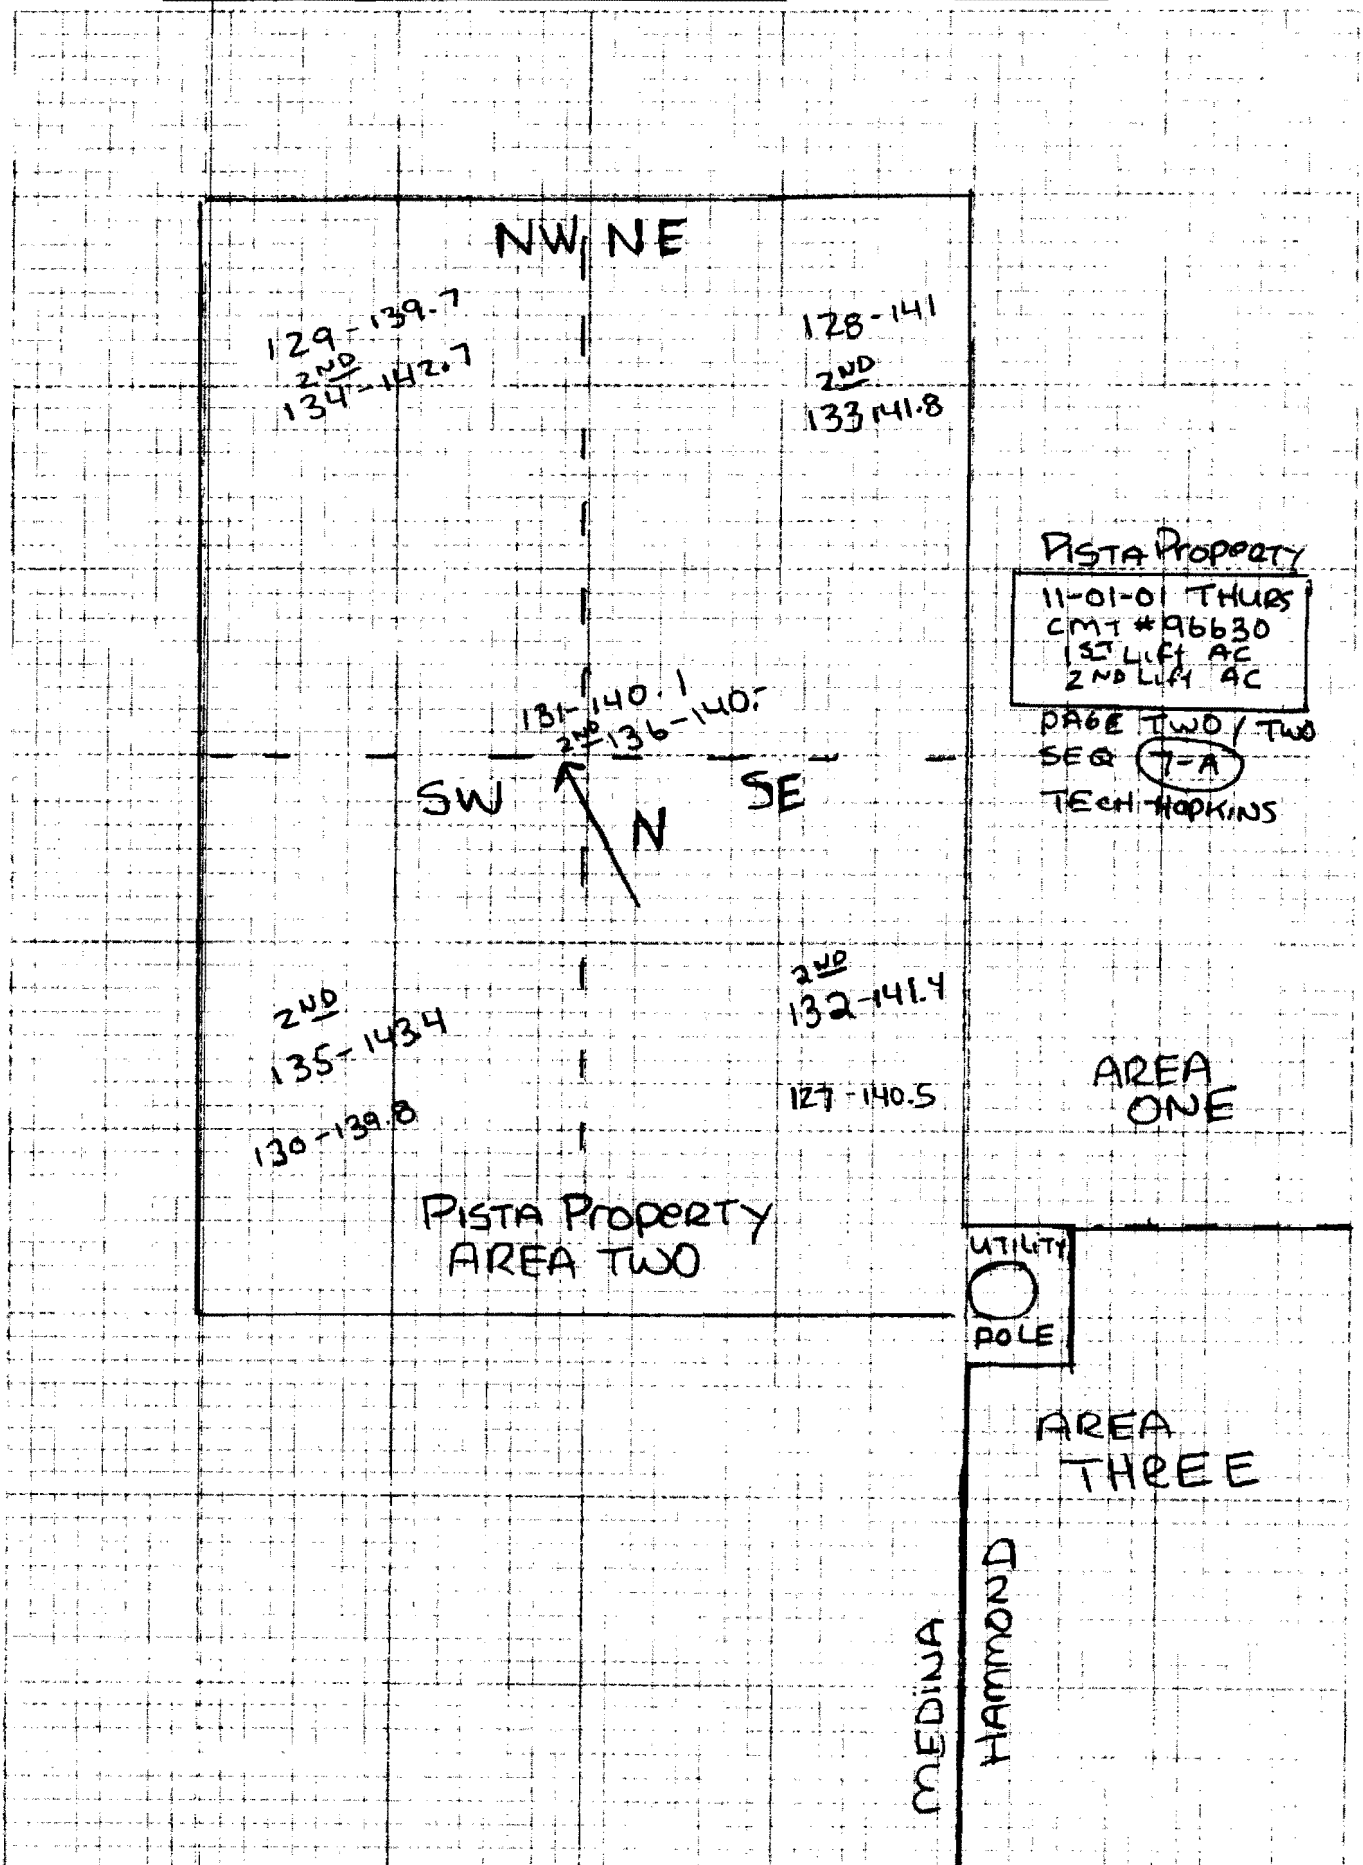 NW NE
129-139.7
2ND
134-142.7
128-141
2ND
133 141.8
PISTA PROPERTY
11-01-01 THURS
CMT #96630
1ST Lift AC
2ND Lift AC
PAGE TWO / TWO
SEQ 7-A
TECH-HOPKINS
131-140.1
2ND-136-140.
SW SE
N
2ND
135-143.4
130-139.8
2ND
132-141.4
127-140.5
AREA
ONE
PISTA PROPERTY
AREA TWO
UTILITY
POLE
AREA
THREE
MEDINA
HAMMOND